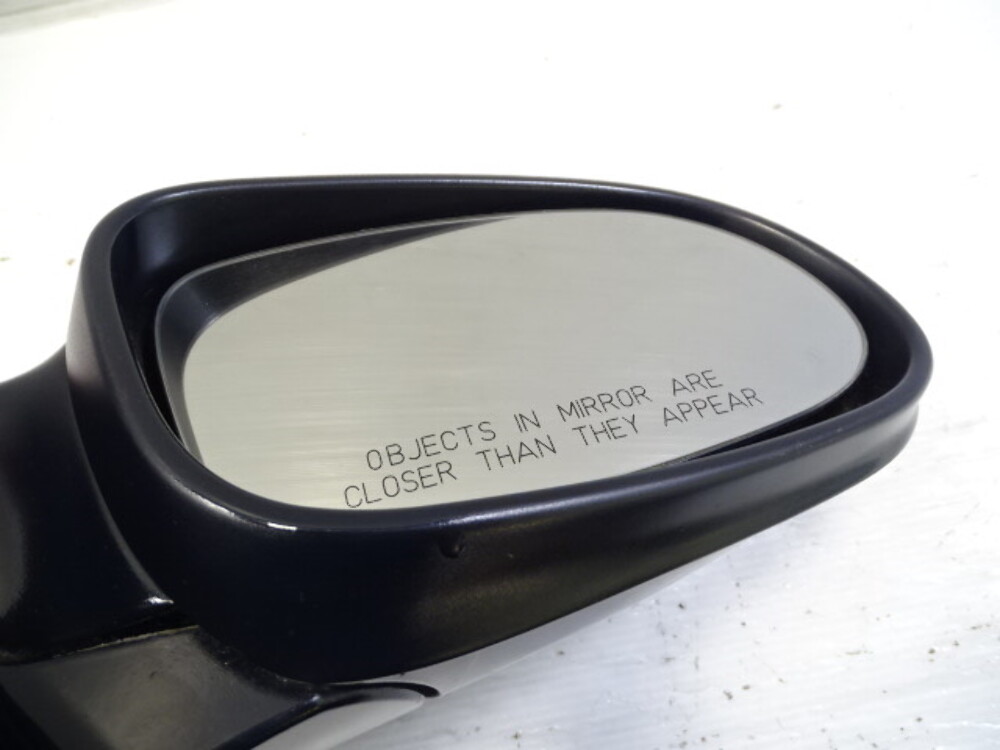 OBJECTS IN MIRROR ARE
CLOSER THAN THEY APPEAR